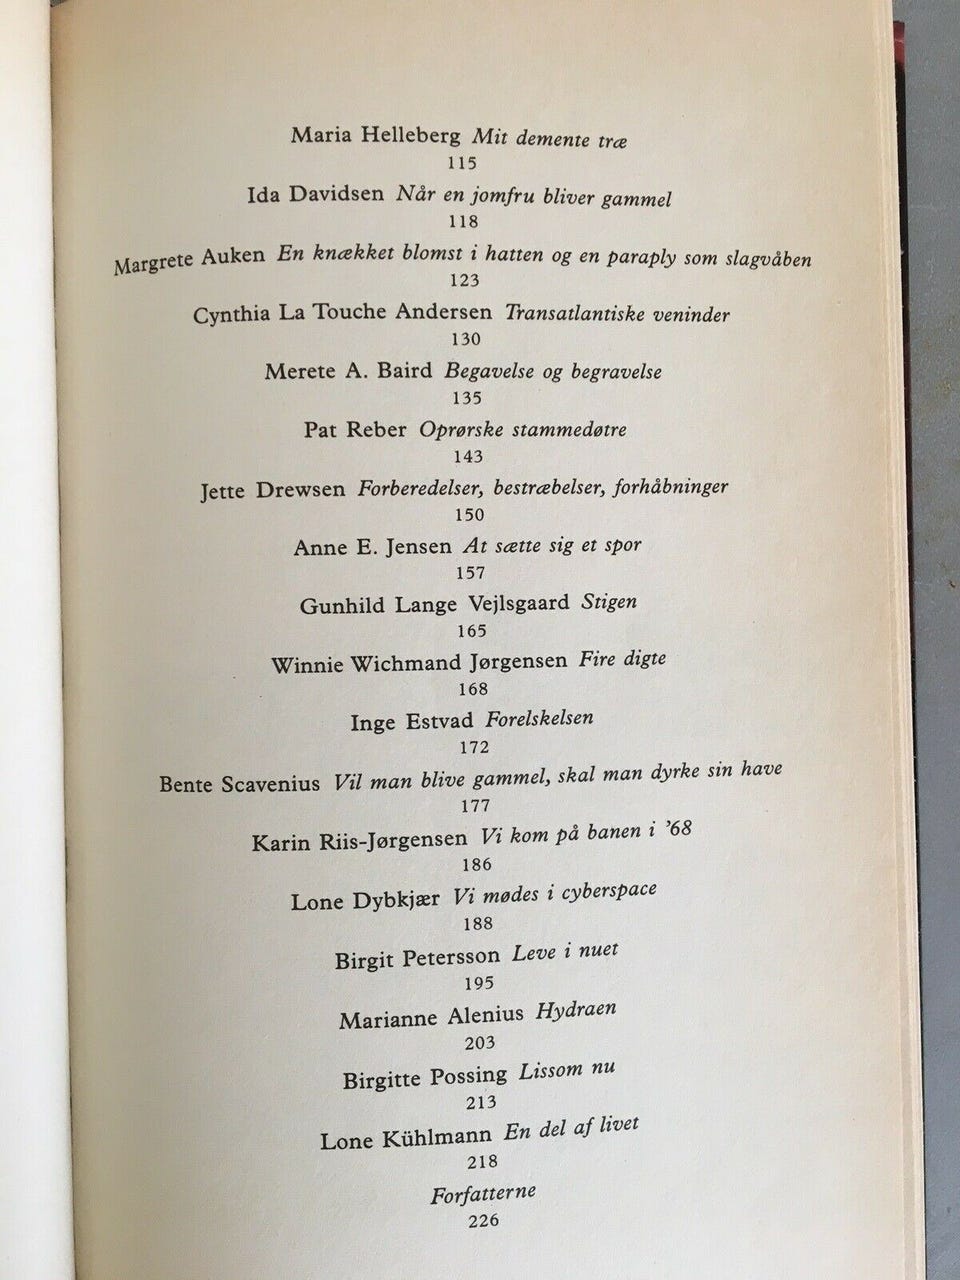 Maria Helleberg Mit demente træ
115
Ida Davidsen Når en jomfru bliver gammel
118
Margrete Auken En knækket blomst i hatten og en paraply som slagvåben
123
Cynthia La Touche Andersen Transatlantiske veninder
130
Merete A. Baird Begavelse og begravelse
135
Pat Reber Oprørske stammedøtre
143
Jette Drewsen Forberedelser, bestræbelser, forhåbninger
150
Anne E. Jensen At sætte sig et spor
157
Gunhild Lange Vejlsgaard Stigen
165
Winnie Wichmand Jørgensen Fire digte
168
Inge Estvad Forelskelsen
172
Bente Scavenius Vil man blive gammel, skal man dyrke sin have
177
Karin Riis-Jørgensen Vi kom på banen i ’68
186
Lone Dybkjær Vi mødes i cyberspace
188
Birgit Petersson Leve i nuet
195
Marianne Alenius Hydraen
203
Birgitte Possing Lissom nu
213
Lone Kühlmann En del af livet
218
Forfatterne
226